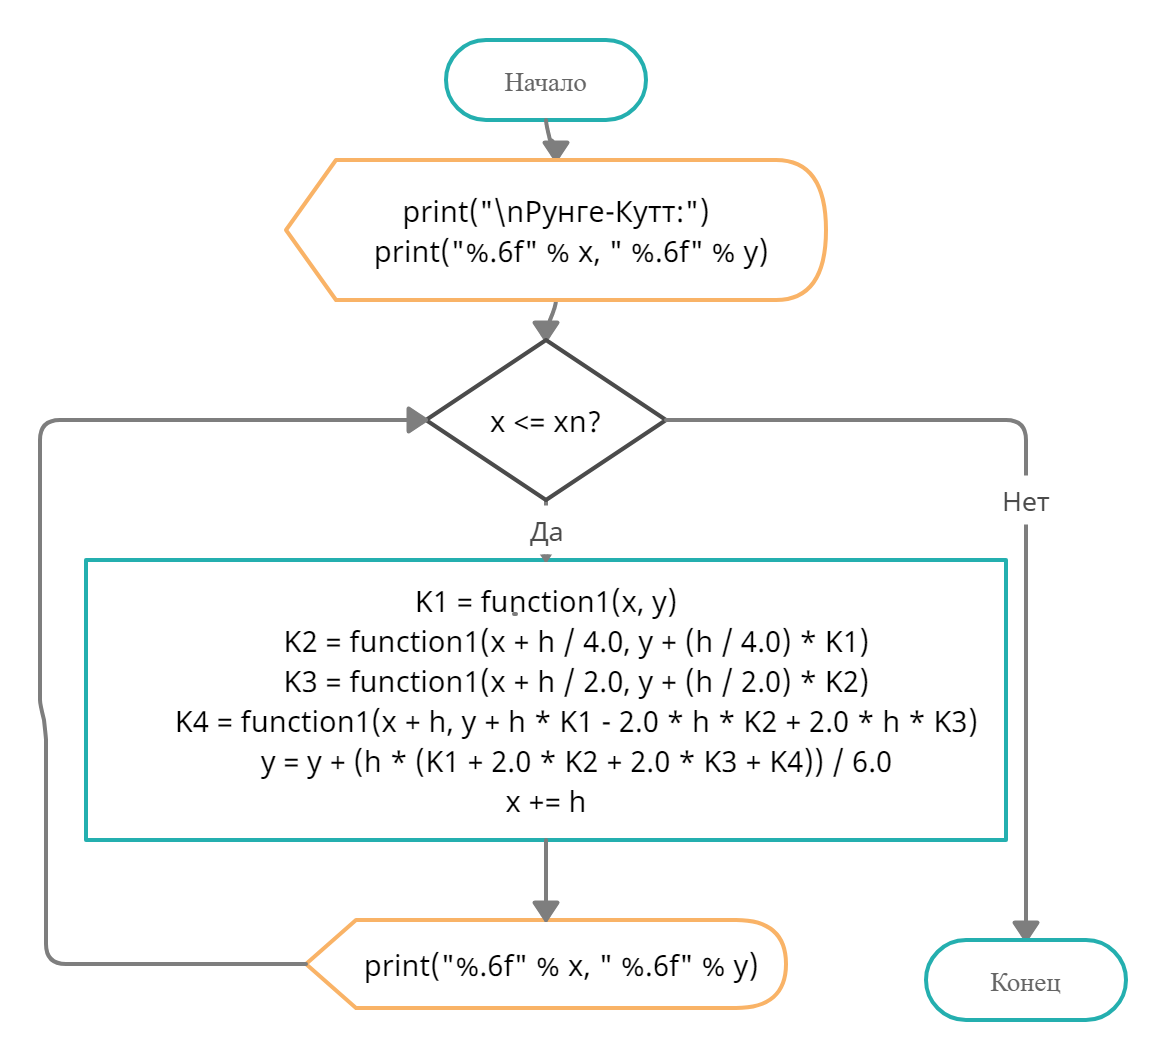 Начало
print("\nРунге-Кутт:")
print("%.6f" % x, " %.6f" % y)
x <= xn?
Нет
Да
K1 = function1(x, y)
K2 = function1(x + h / 4.0, y + (h / 4.0) * K1)
K3 = function1(x + h / 2.0, y + (h / 2.0) * K2)
K4 = function1(x + h, y + h * K1 - 2.0 * h * K2 + 2.0 * h * K3)
y = y + (h * (K1 + 2.0 * K2 + 2.0 * K3 + K4)) / 6.0
x += h
print("%.6f" % x, " %.6f" % y)
Конец